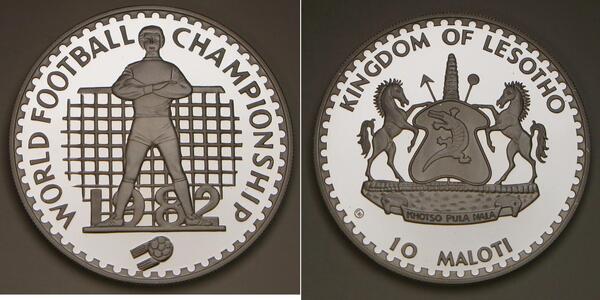 WORLD FOOTBALL CHAMPIONSHIP
1982
KINGDOM OF LESOTHO
KHOTSO PULA NALA
10 MALOTI